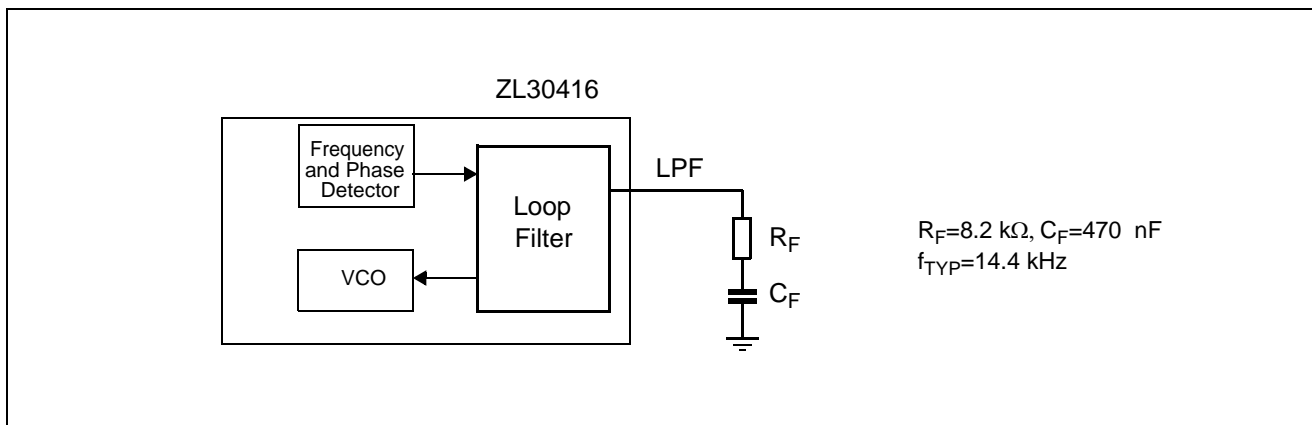 ZL30416
Frequency
and Phase
Detector
LPF
Loop
Filter
VCO
R_F
C_F
R_F=8.2 kΩ, C_F=470 nF
f_TYP=14.4 kHz